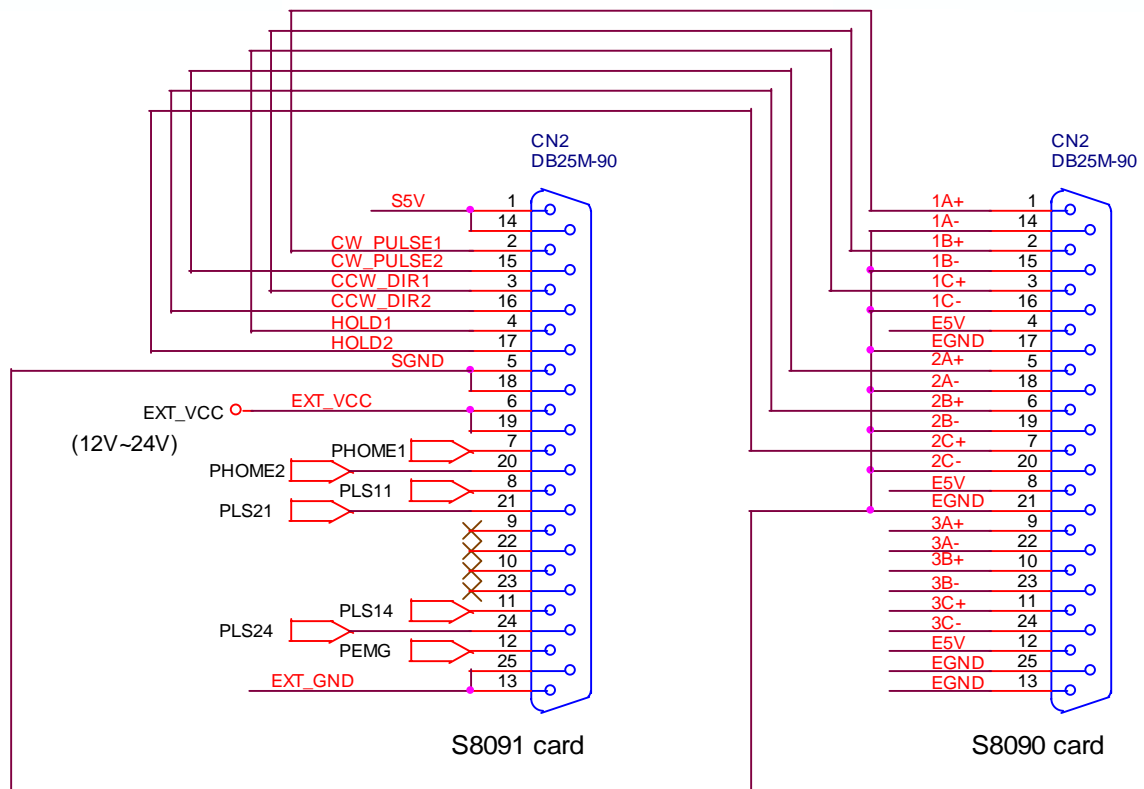 CN2
DB25M-90
S5V 1
14
CW_PULSE1 2
CW_PULSE2 15
CCW_DIR1 3
CCW_DIR2 16
HOLD1 4
HOLD2 17
SGND 5
18
EXT_VCC EXT_VCC 6
(12V~24V) 19
PHOME1 7
PHOME2 20
PLS11 8
PLS21 21
9
22
10
23
PLS14 11
PLS24 24
PEMG 12
25
EXT_GND 13
S8091 card
CN2
DB25M-90
1A+ 1
1A- 14
1B+ 2
1B- 15
1C+ 3
1C- 16
E5V 4
EGND 17
2A+ 5
2A- 18
2B+ 6
2B- 19
2C+ 7
2C- 20
E5V 8
EGND 21
3A+ 9
3A- 22
3B+ 10
3B- 23
3C+ 11
3C- 24
E5V 12
EGND 25
EGND 13
S8090 card